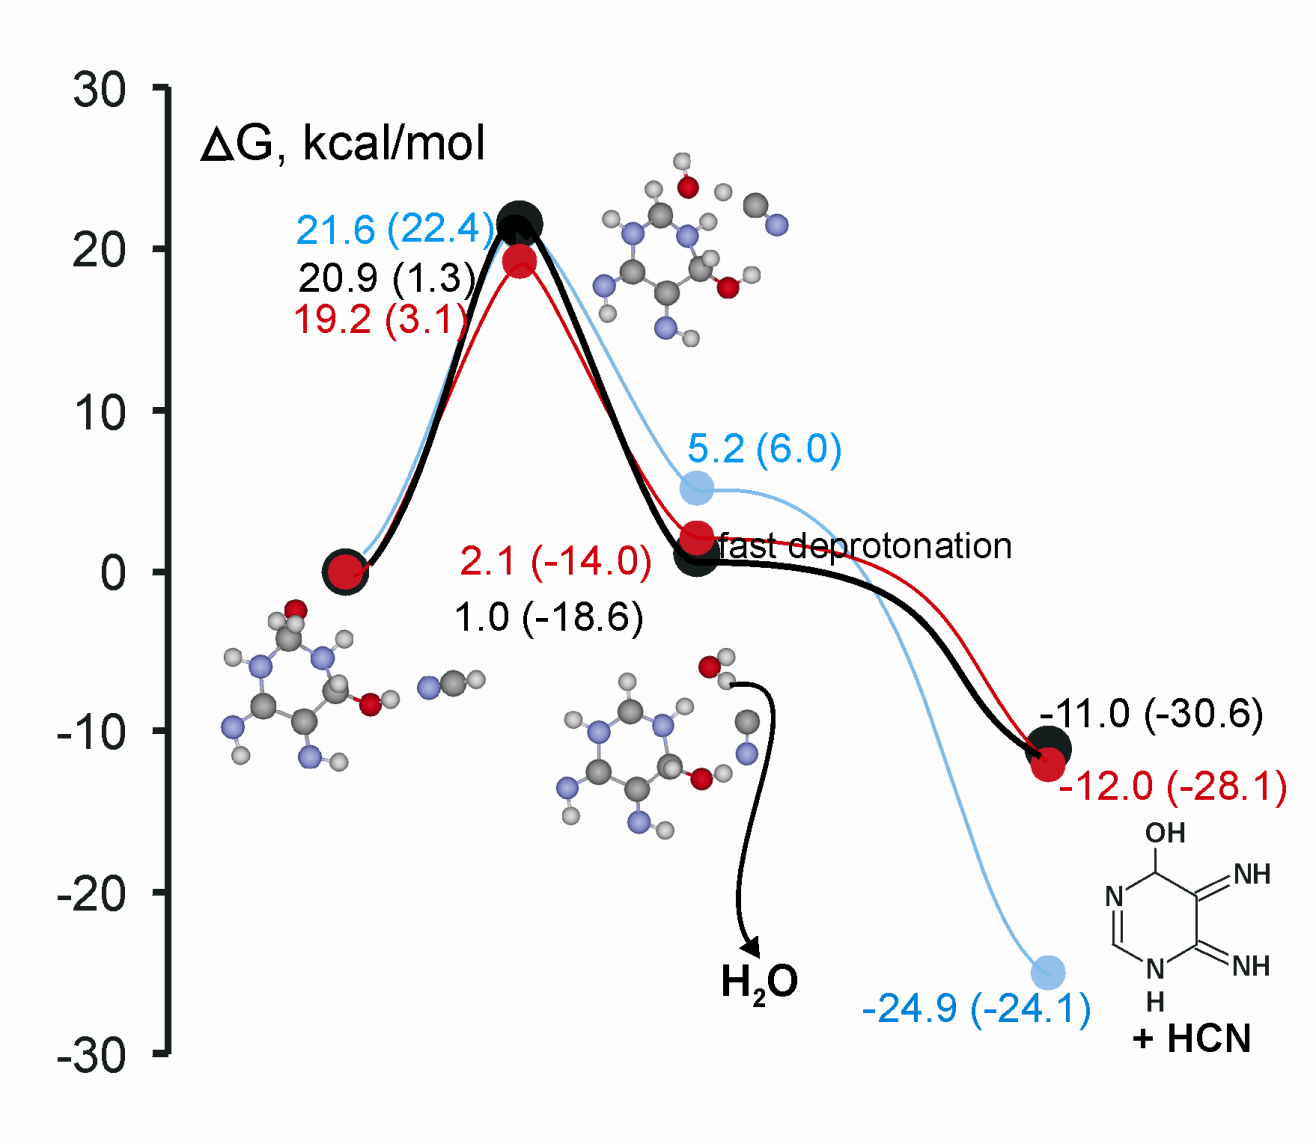 30
ΔG, kcal/mol
21.6 (22.4)
20
20.9 (1.3)
19.2 (3.1)
10
5.2 (6.0)
fast deprotonation
0
2.1 (-14.0)
1.0 (-18.6)
-10
-11.0 (-30.6)
-12.0 (-28.1)
OH
NH
N
-20
N
H
NH
H₂O
-24.9 (-24.1)
+ HCN
-30